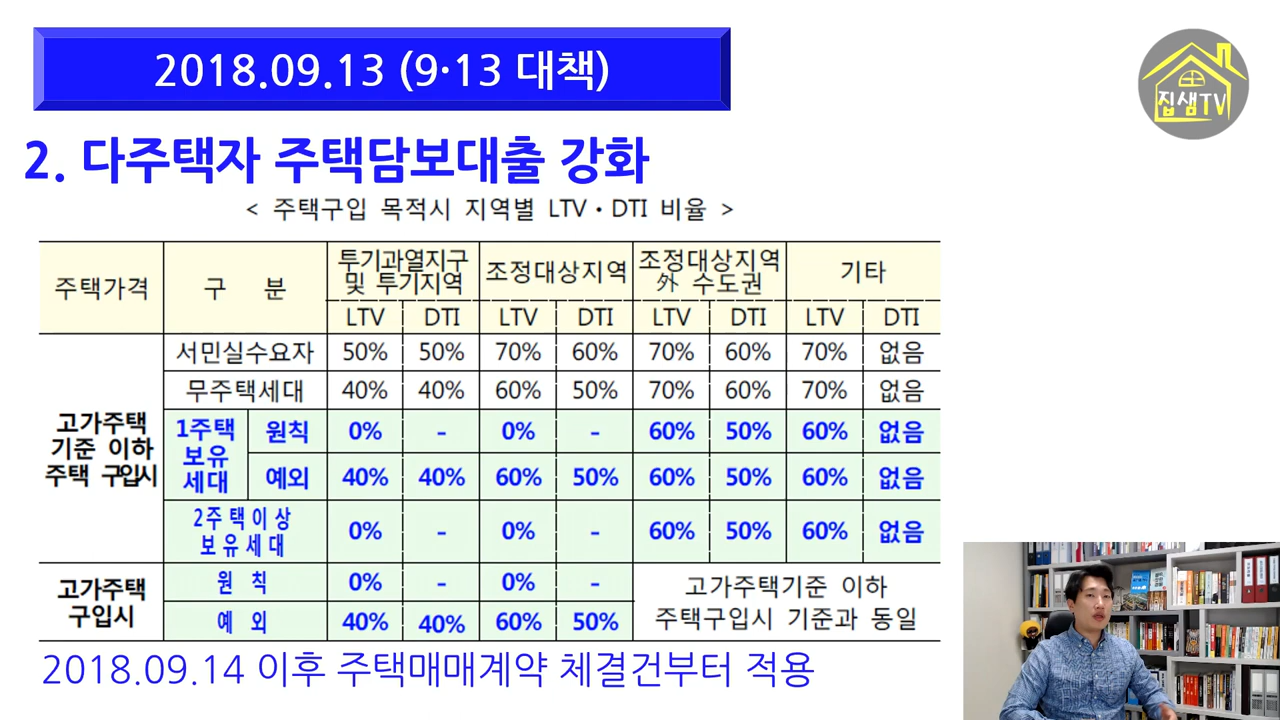 2018.09.13 (9·13 대책)
집샘TV
2. 다주택자 주택담보대출 강화
< 주택구입 목적시 지역별 LTV·DTI 비율 >
주택가격 구 분 투기과열지구 및 투기지역 조정대상지역 조정대상지역 外 수도권 기타
LTV DTI LTV DTI LTV DTI LTV DTI
고가주택 기준 이하 주택 구입시
서민실수요자 50% 50% 70% 60% 70% 60% 70% 없음
무주택세대 40% 40% 60% 50% 70% 60% 70% 없음
1주택 보유 세대
원칙 0% - 0% - 60% 50% 60% 없음
예외 40% 40% 60% 50% 60% 50% 60% 없음
2주택이상 보유세대 0% - 0% - 60% 50% 60% 없음
고가주택 구입시
원 칙 0% - 0% -
예 외 40% 40% 60% 50%
고가주택기준 이하
주택구입시 기준과 동일
2018.09.14 이후 주택매매계약 체결건부터 적용